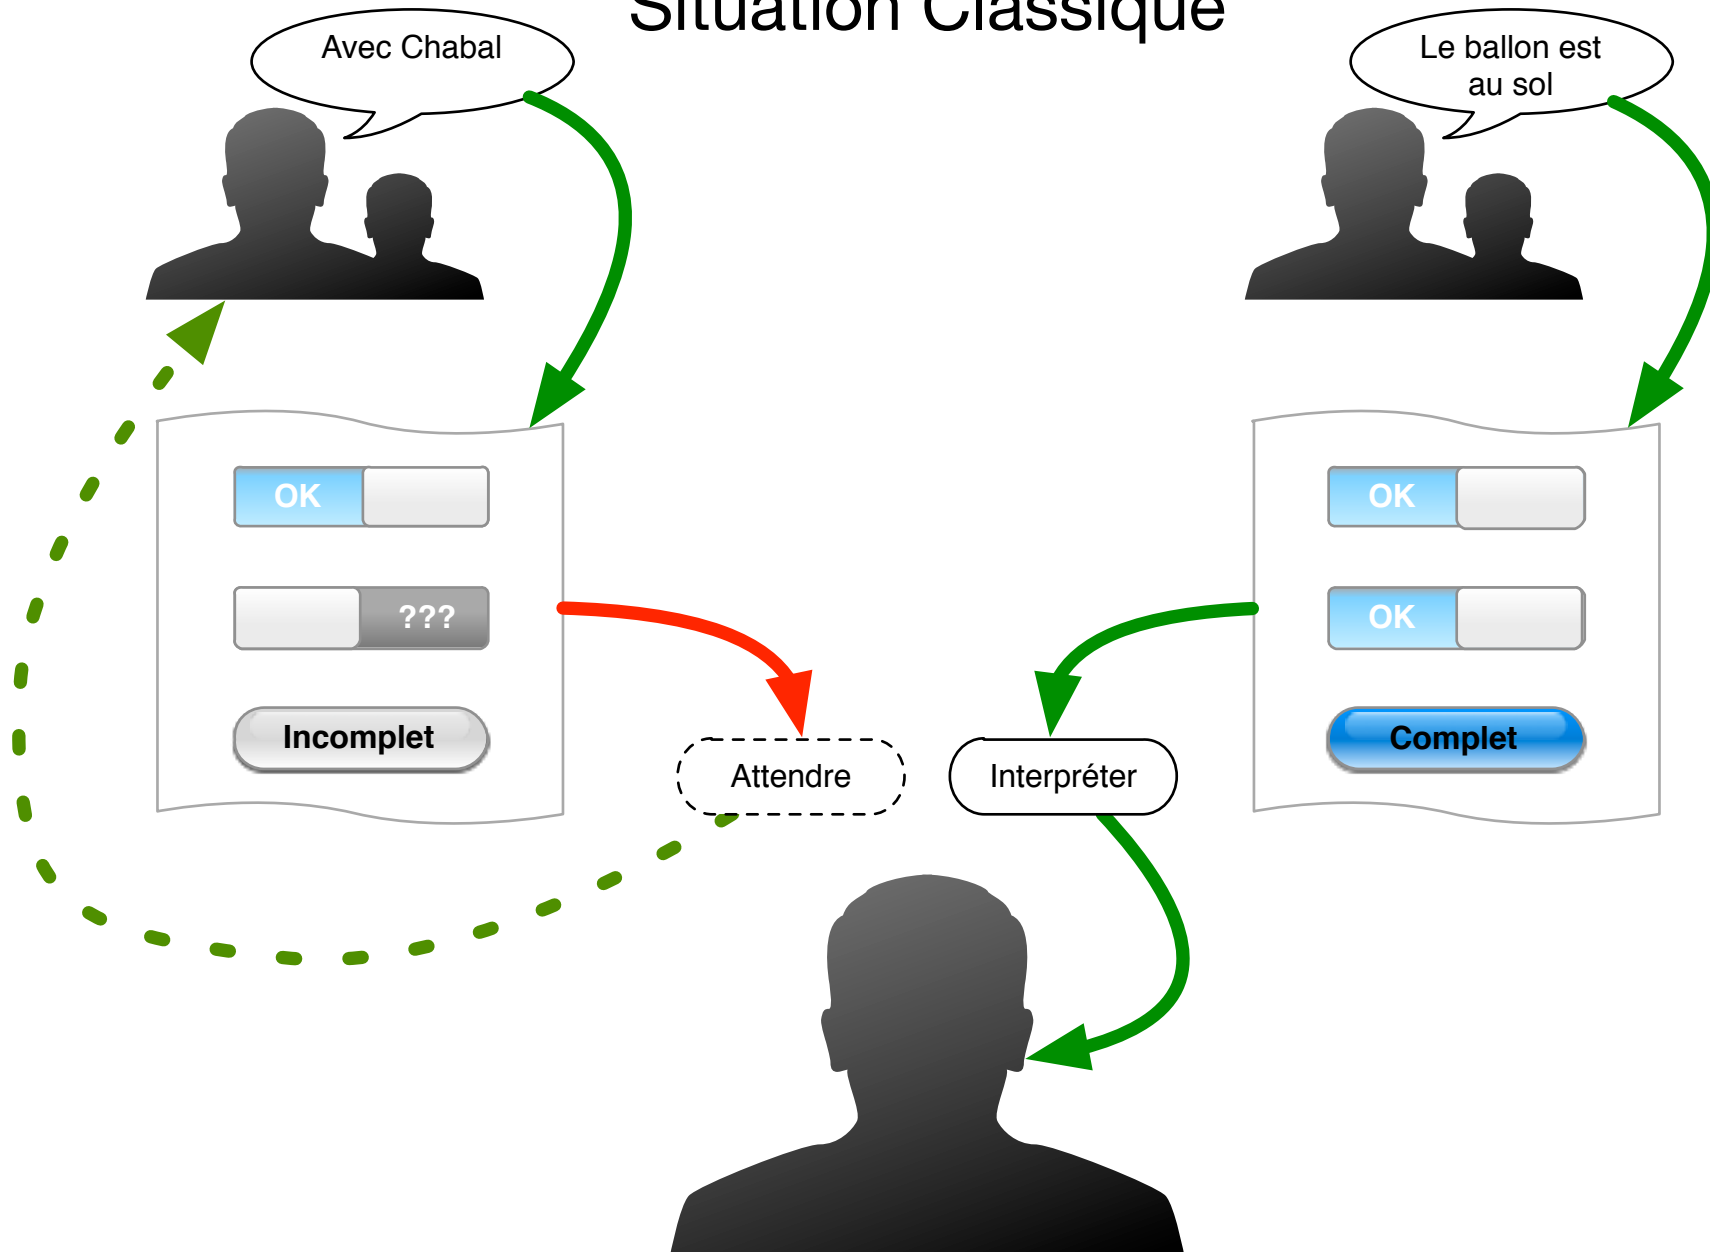 Situation Classique
Avec Chabal
Le ballon est
au sol
OK
???
Incomplet
OK
OK
Complet
Attendre
Interpréter